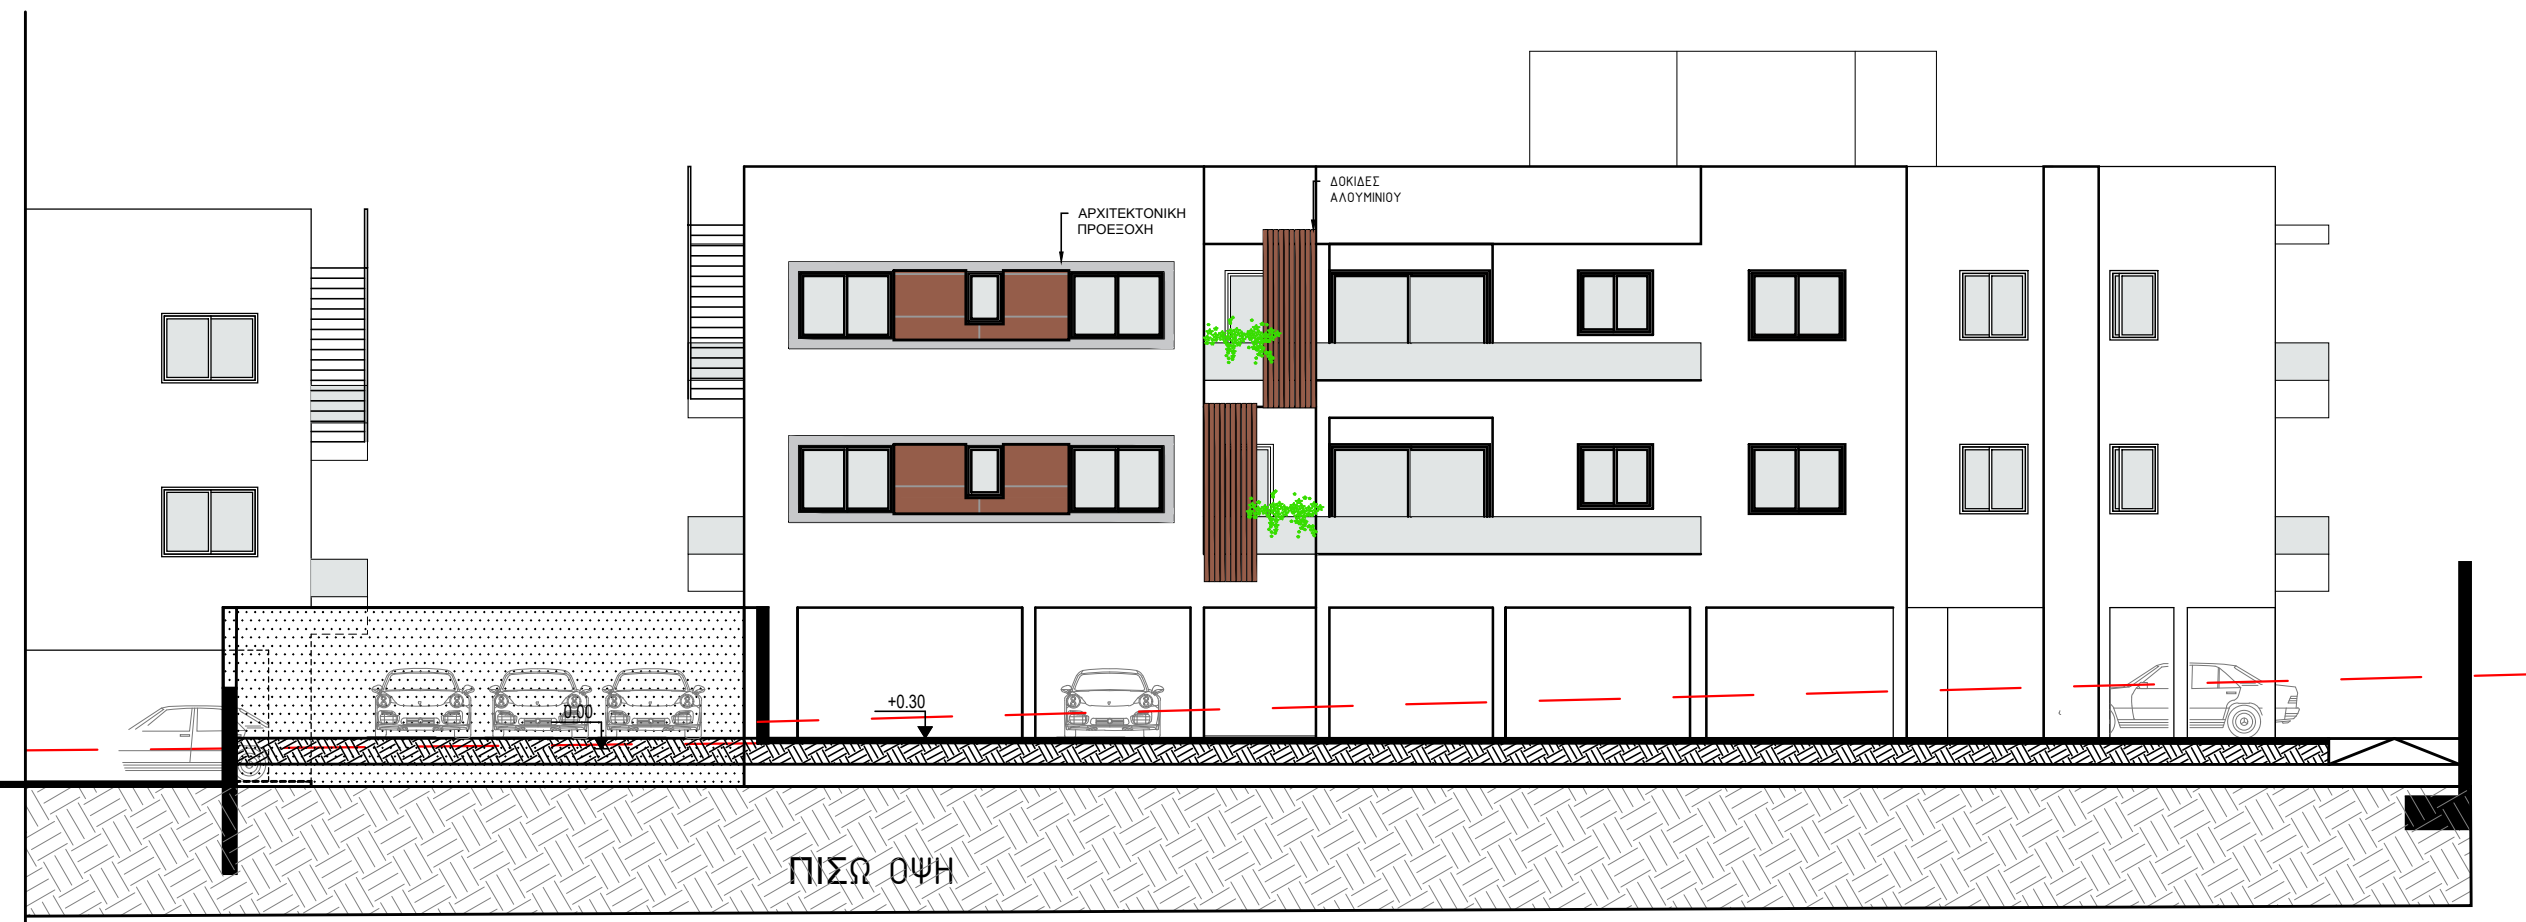 ΔΟΚΙΔΕΣ
ΑΛΟΥΜΙΝΙΟΥ
ΑΡΧΙΤΕΚΤΟΝΙΚΗ
ΠΡΟΕΞΟΧΗ
+0.30
0.00
ΠΙΣΩ ΟΨΗ